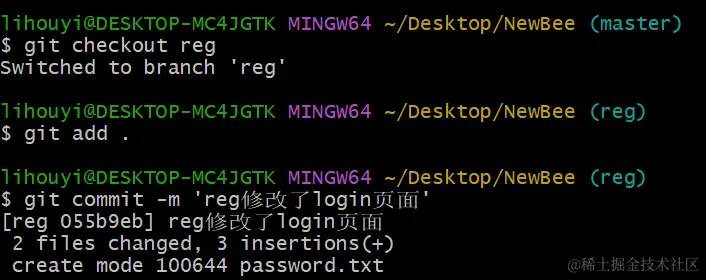 lihouyi@DESKTOP-MC4JGTK MINGW64 ~/Desktop/NewBee (master)
$ git checkout reg
Switched to branch 'reg'
lihouyi@DESKTOP-MC4JGTK MINGW64 ~/Desktop/NewBee (reg)
$ git add .
lihouyi@DESKTOP-MC4JGTK MINGW64 ~/Desktop/NewBee (reg)
$ git commit -m 'reg修改了login页面'
[reg 055b9eb] reg修改了login页面
 2 files changed, 3 insertions(+)
 create mode 100644 password.txt
@稀土掘金技术社区